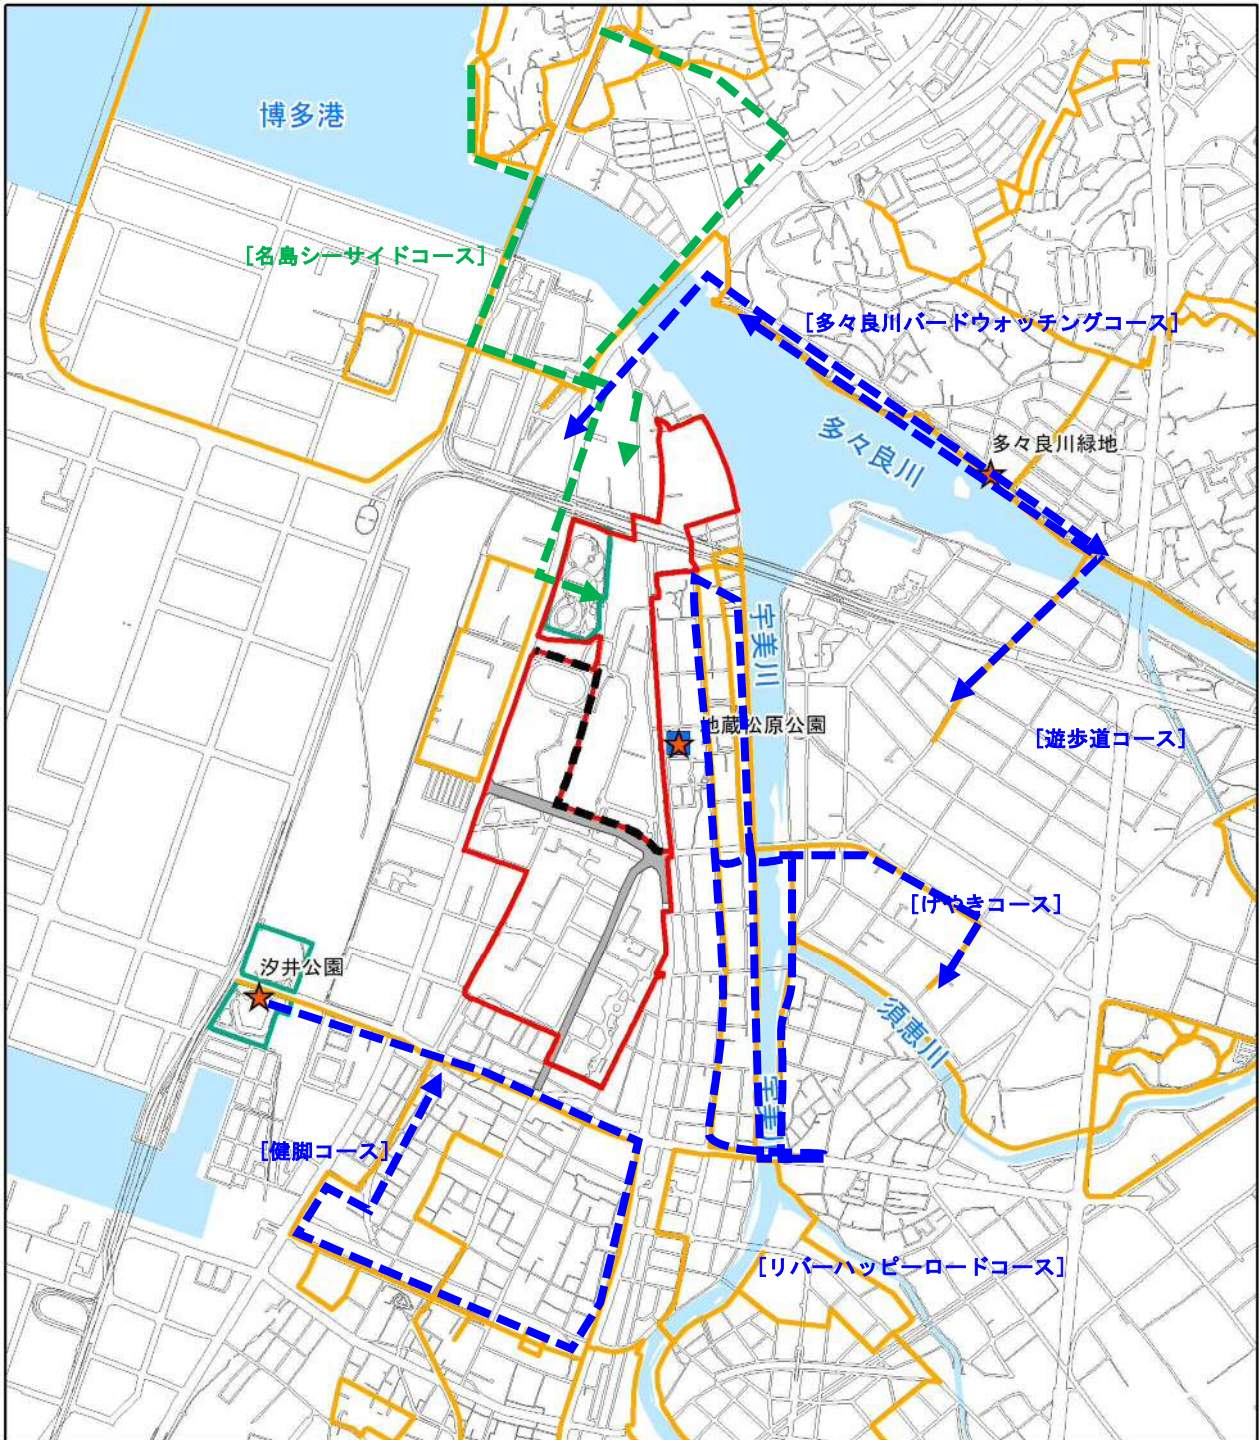 博多港
[名島シーサイドコース]
[多々良川バードウォッチングコース]
多々良川
多々良川緑地
宇美川
地蔵松原公園
[遊歩道コース]
[けやきコース]
汐井公園
須恵川
宇美川
[健脚コース]
[リバーハッピーロードコース]